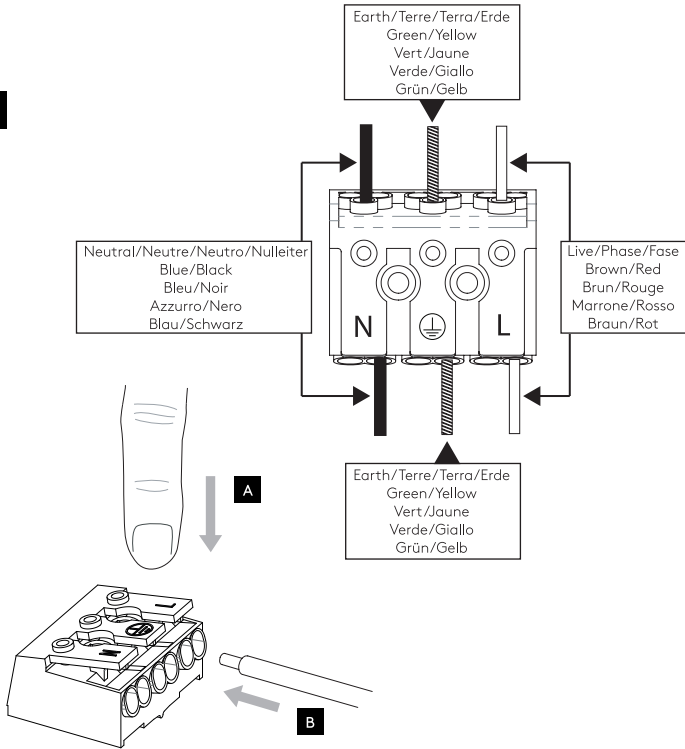 Earth/Terre/Terra/Erde
Green/Yellow
Vert/Jaune
Verde/Giallo
Grün/Gelb
Neutral/Neutre/Neutro/Nulleiter
Blue/Black
Bleu/Noir
Azzurro/Nero
Blau/Schwarz
Live/Phase/Fase
Brown/Red
Brun/Rouge
Marrone/Rosso
Braun/Rot
N
L
Earth/Terre/Terra/Erde
Green/Yellow
Vert/Jaune
Verde/Giallo
Grün/Gelb
A
L
N
B